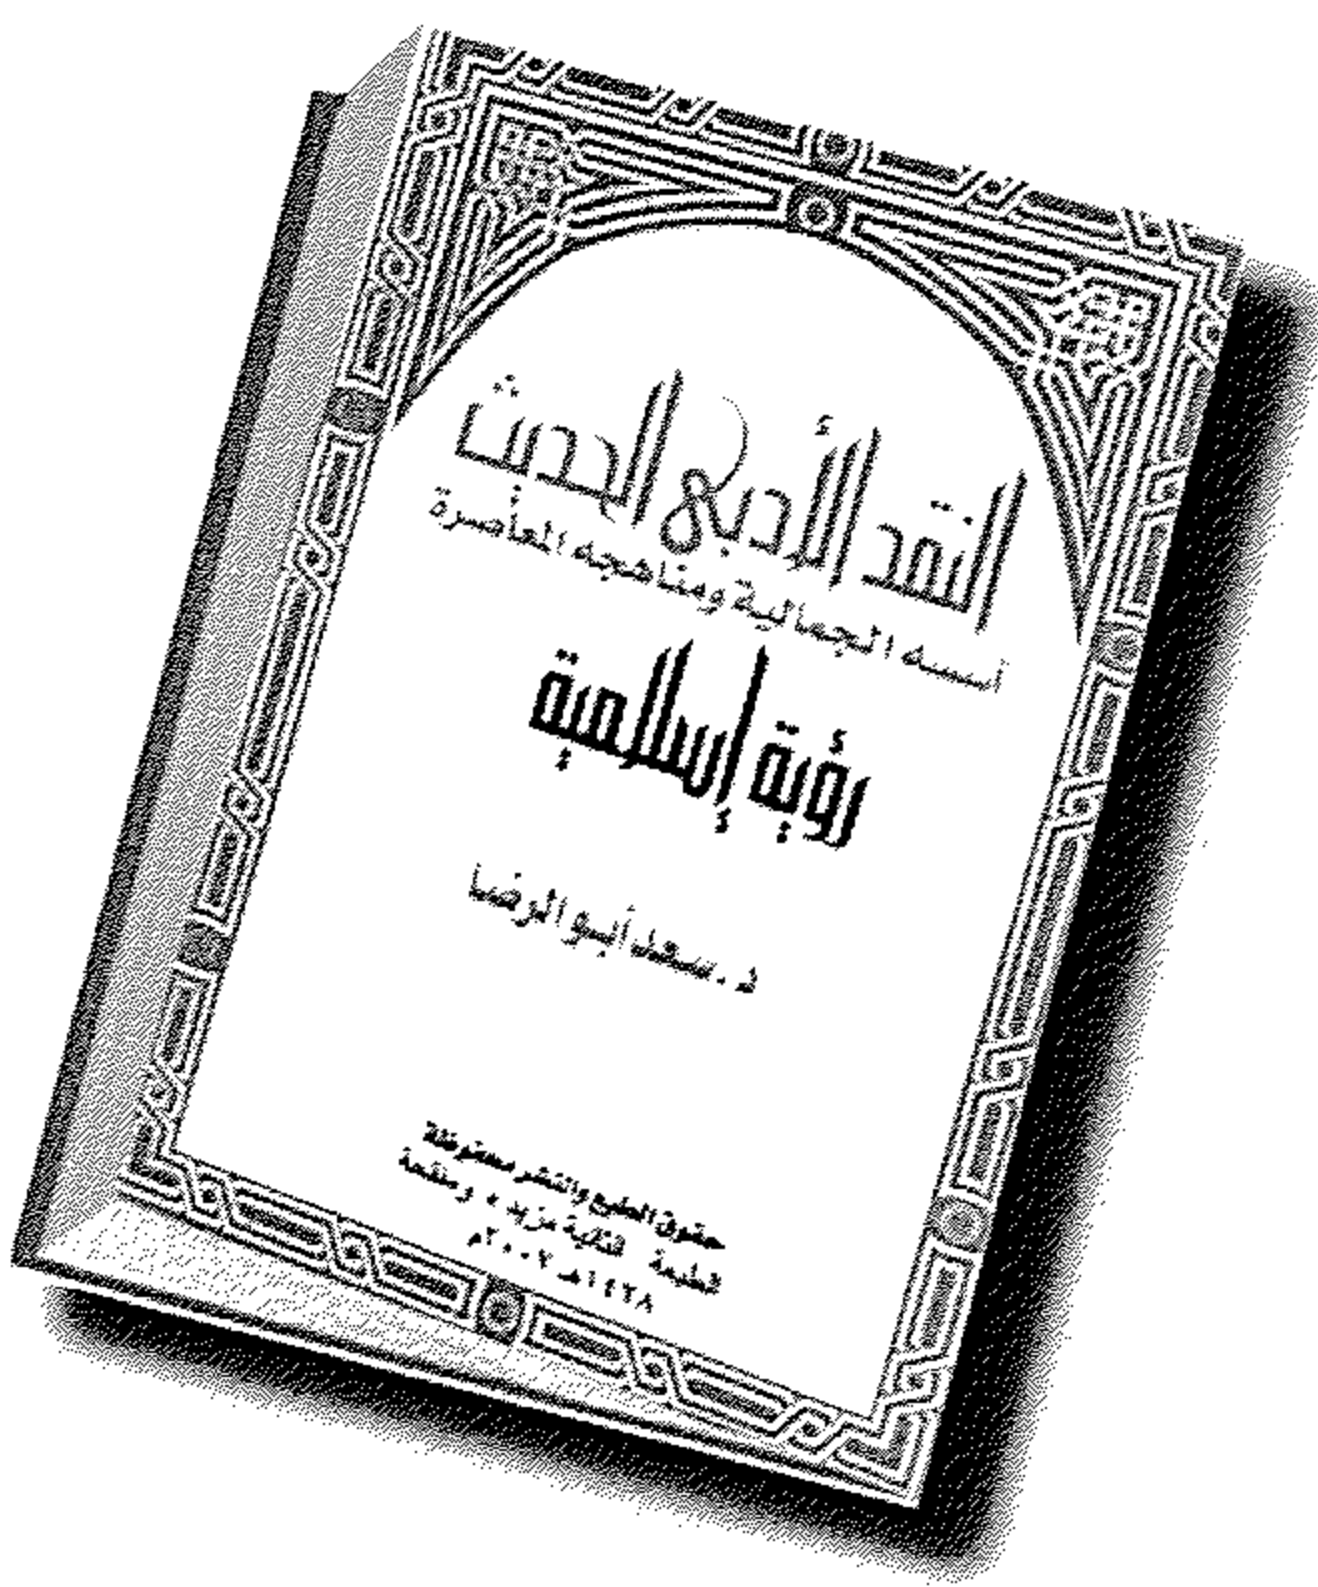 النقد الأدبى الحديث
أسسه الجمالية ومناهجه المعاصرة
رؤية إسلامية
د. سعد أبو الرضا
حقوق الطبع والنشر محفوظة
الطبعة الثانية مزيدة ومنقحة
١٤٢٨هـ ٢٠٠٧م